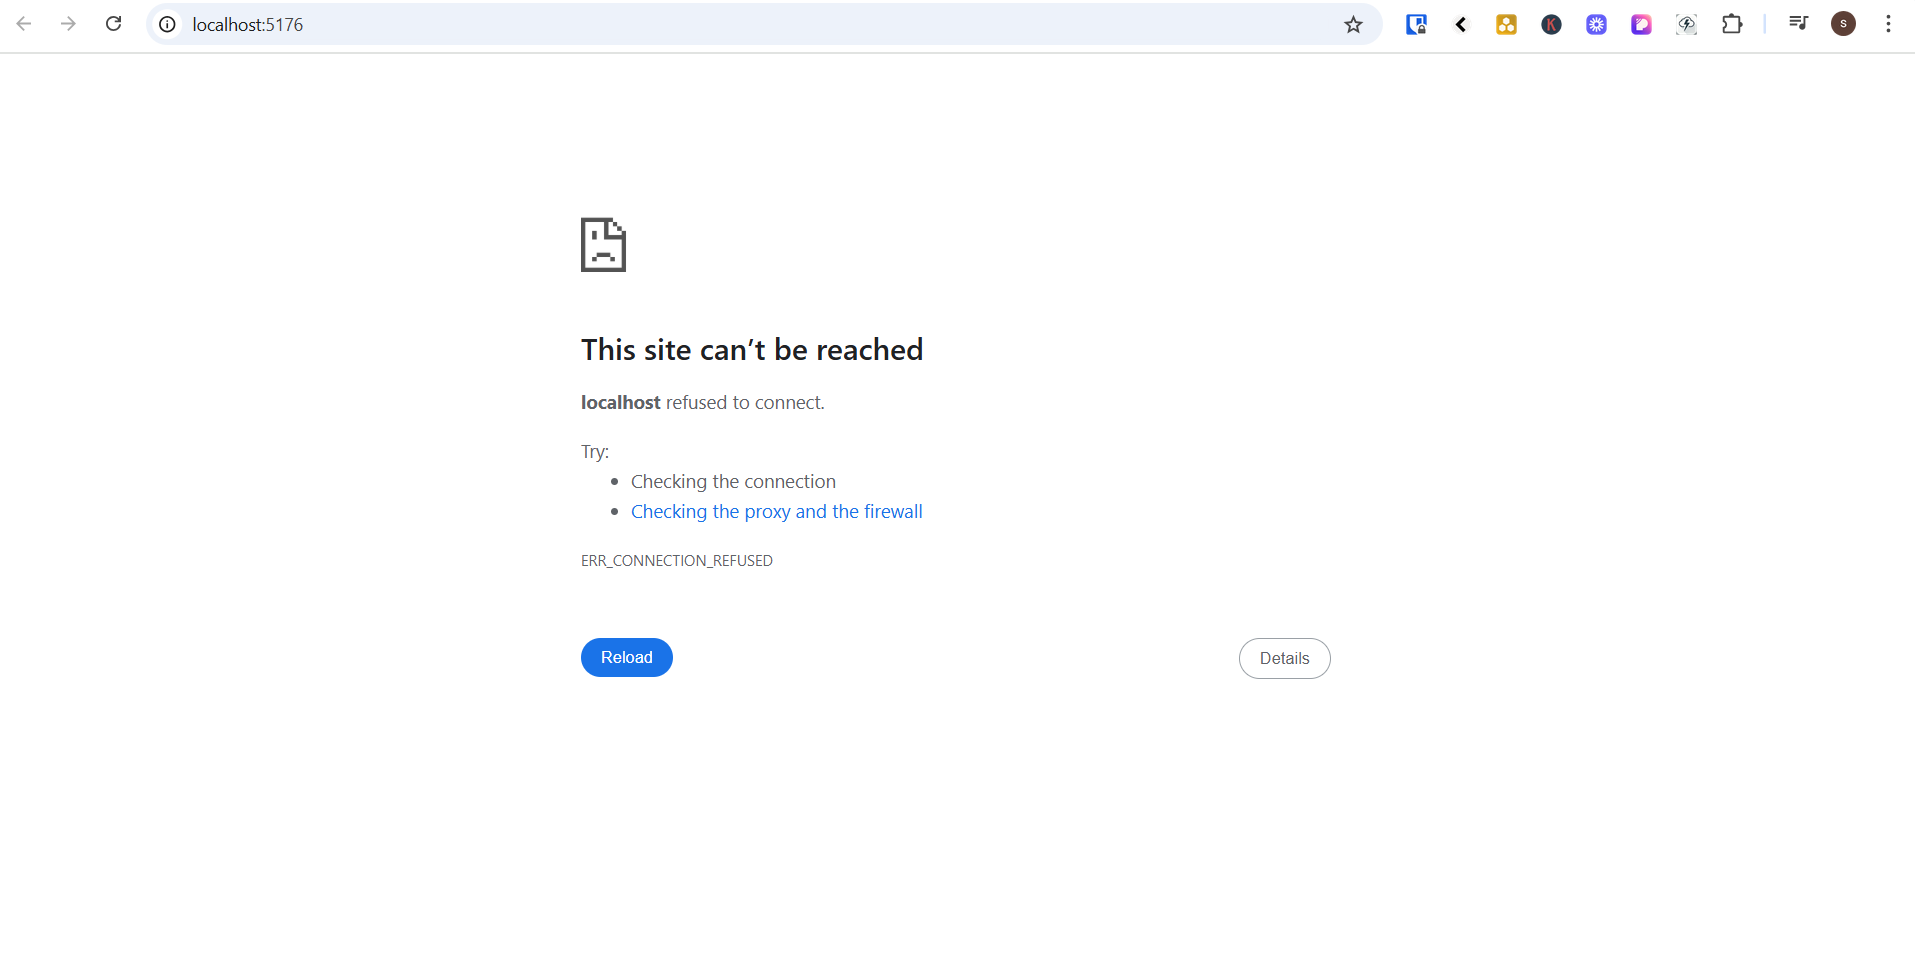 localhost:5176
K
S
This site can’t be reached
localhost refused to connect.
Try:
Checking the connection
Checking the proxy and the firewall
ERR_CONNECTION_REFUSED
Reload
Details